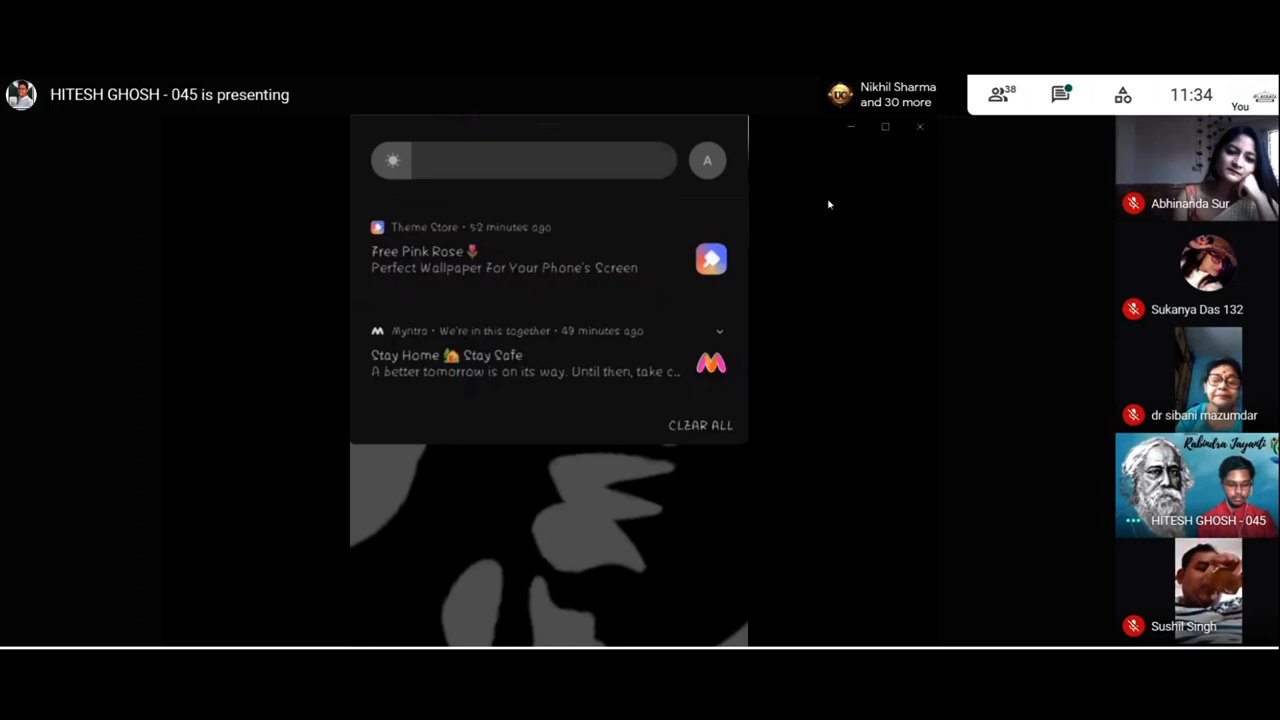 HITESH GHOSH - 045 is presenting
Nikhil Sharma
and 30 more
38
11:34
You
A
Theme Store • 52 minutes ago
Free Pink Rose🌷
Perfect Wallpaper For Your Phone's Screen
Myntra • We're in this together • 49 minutes ago
Stay Home 🏡 Stay Safe
A better tomorrow is on its way. Until then, take c..
CLEAR ALL
Abhinanda Sur
Sukanya Das 132
dr sibani mazumdar
Rabindra Jayanti
HITESH GHOSH - 045
Sushil Singh